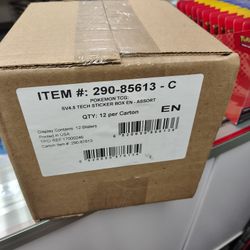 ITEM #: 290-85613 - C
POKEMON TCG:
SV4.5 TECH STICKER BOX EN - ASSORT
QTY: 12 per Carton
EN
Display Contains: 12 Blisters
Printed in USA
Carton Item #: 290-85613